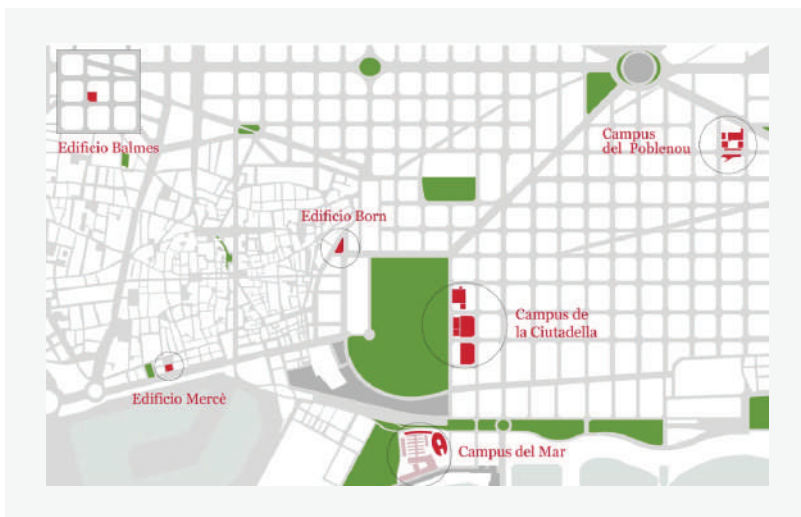 Edificio Balmes
Campus
del Poblenou
Edificio Born
Campus de
la Ciutadella
Edificio Mercè
Campus del Mar